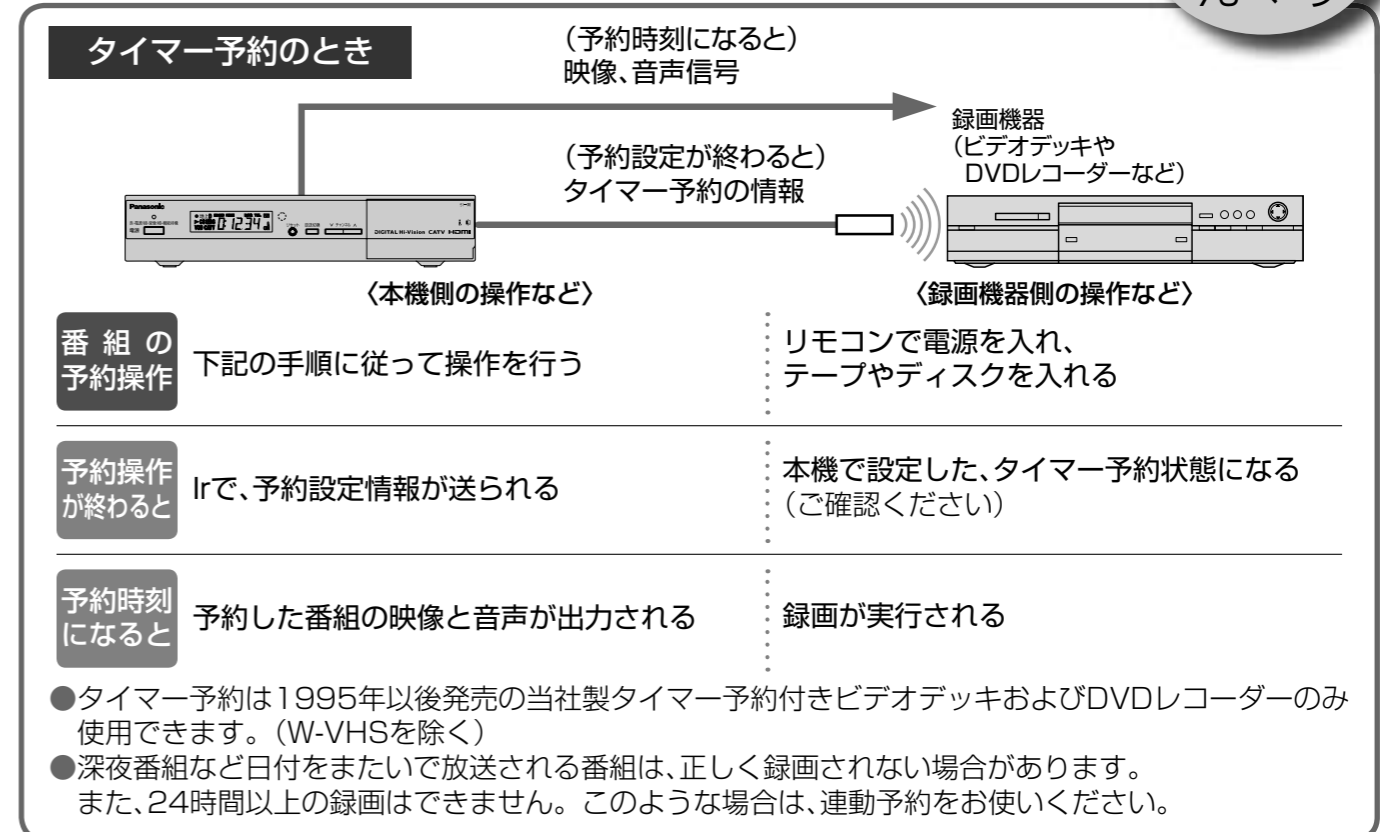 タイマー予約のとき
（予約時刻になると）
映像、音声信号
録画機器
（ビデオデッキや
DVDレコーダーなど）
（予約設定が終わると）
タイマー予約の情報
Panasonic
電源
DIGITAL Hi-Vision CATV HDMI
〈本機側の操作など〉
〈録画機器側の操作など〉
番組の
予約操作
下記の手順に従って操作を行う
リモコンで電源を入れ、
テープやディスクを入れる
予約操作
が終わると
Irで、予約設定情報が送られる
本機で設定した、タイマー予約状態になる
（ご確認ください）
予約時刻
になると
予約した番組の映像と音声が出力される
録画が実行される
●タイマー予約は1995年以後発売の当社製タイマー予約付きビデオデッキおよびDVDレコーダーのみ
使用できます。（W-VHSを除く）
●深夜番組など日付をまたいで放送される番組は、正しく録画されない場合があります。
また、24時間以上の録画はできません。このような場合は、連動予約をお使いください。